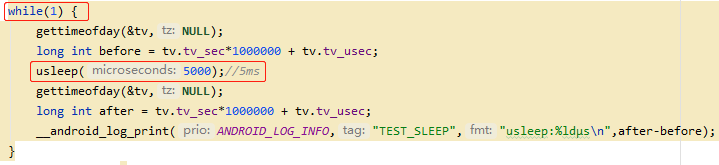 while(1) {
gettimeofday(&tv, tz: NULL);
long int before = tv.tv_sec*1000000 + tv.tv_usec;
usleep( microseconds: 5000);//5ms
gettimeofday(&tv, tz: NULL);
long int after = tv.tv_sec*1000000 + tv.tv_usec;
__android_log_print( prio: ANDROID_LOG_INFO, tag: "TEST_SLEEP", fmt: "usleep:%ldμs\n",after-before);
}